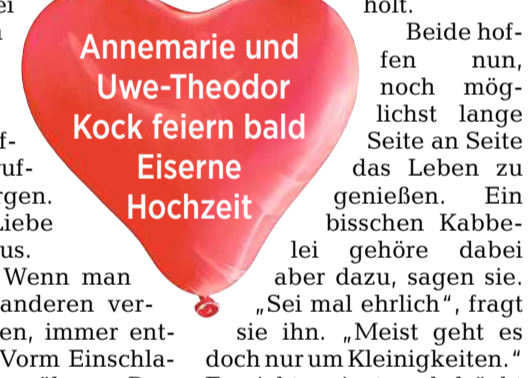 Annemarie und
Uwe-Theodor
Kock feiern bald
Eiserne
Hochzeit
Liebe
Wenn man
anderen ver-
en, immer ent-
Vorm Einschla-
holt.
Beide hof-
fen nun,
noch mög-
lichst lange
Seite an Seite
das Leben zu
genießen. Ein
bisschen Kabbe-
lei gehöre dabei
aber dazu, sagen sie.
„Sei mal ehrlich“, fragt
sie ihn. „Meist geht es
doch nur um Kleinigkeiten.“